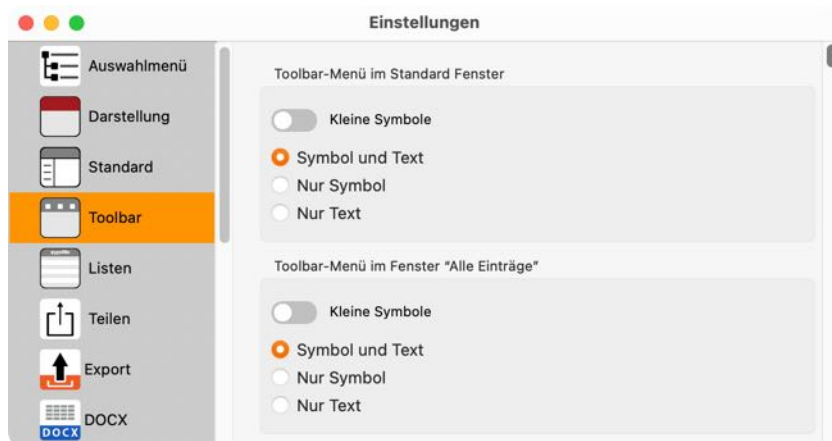 Einstellungen
Auswahlmenü
Darstellung
Standard
Toolbar
Listen
Teilen
Export
DOCX
DOCX
Toolbar-Menü im Standard Fenster
Kleine Symbole
Symbol und Text
Nur Symbol
Nur Text
Toolbar-Menü im Fenster “Alle Einträge”
Kleine Symbole
Symbol und Text
Nur Symbol
Nur Text